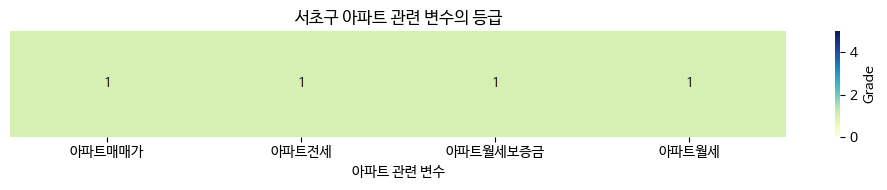 서초구 아파트 관련 변수의 등급
1 1 1 1
아파트매매가 아파트전세 아파트월세보증금 아파트월세
아파트 관련 변수
4
2
0
Grade